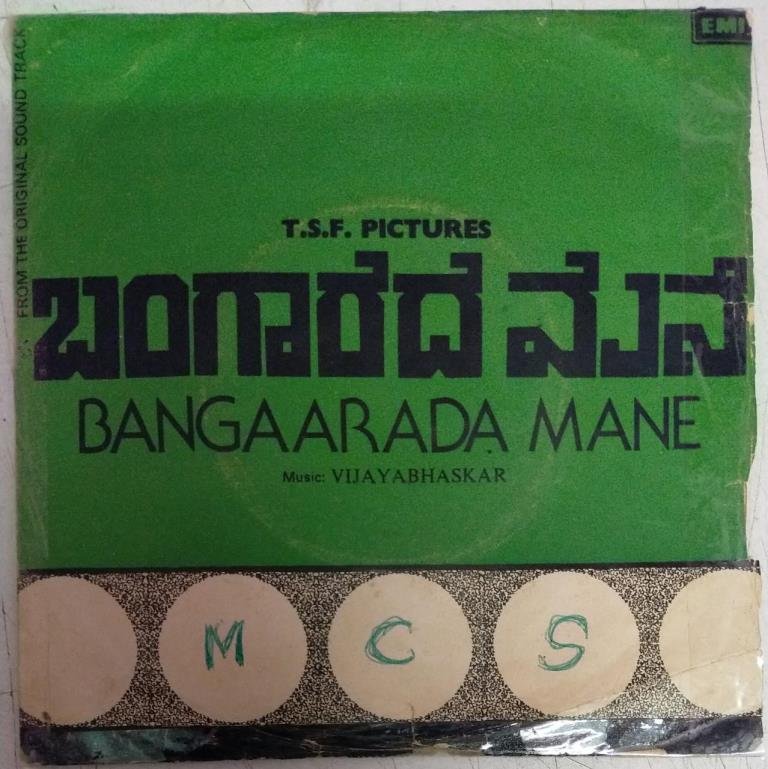 EMI
FROM THE ORIGINAL SOUND TRACK
T.S.F. PICTURES
ಬಂಗಾರದ ಮನೆ
BANGAARADA MANE
Music: VIJAYABHASKAR
M C S